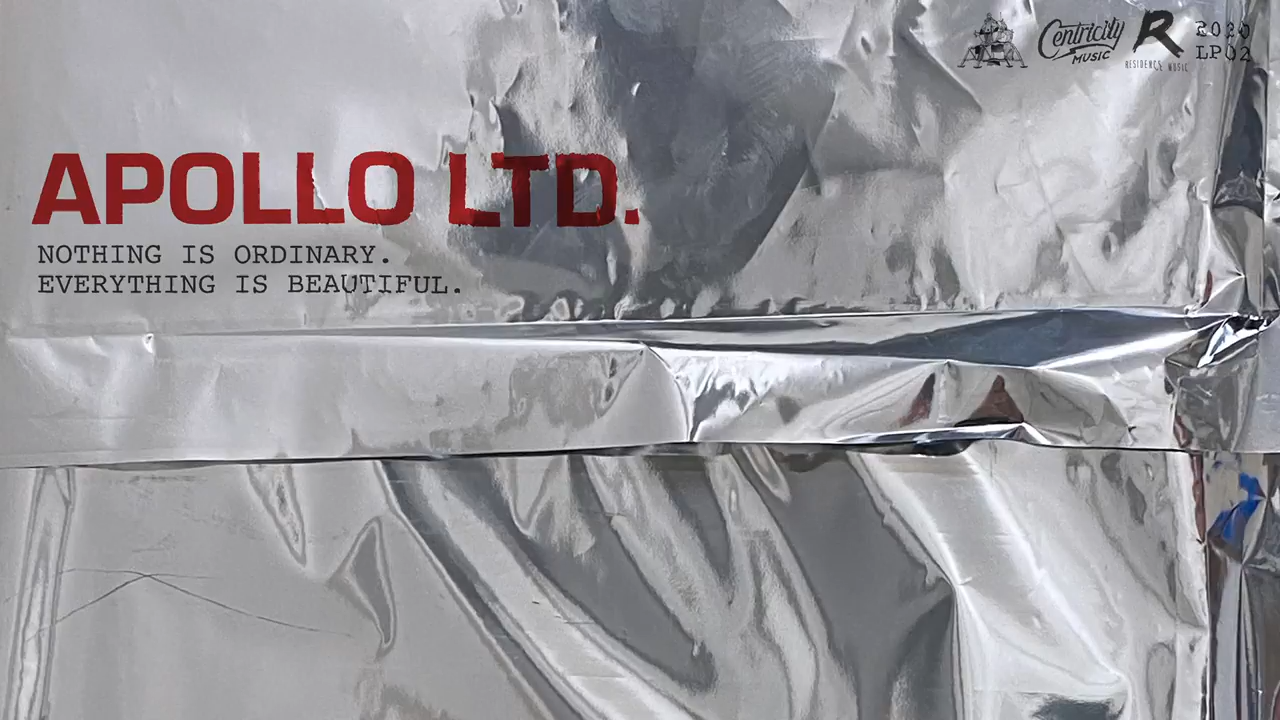 Centricity
MUSIC
R
RESIDENCE MUSIC
2020
LP02
APOLLO LTD.
NOTHING IS ORDINARY.
EVERYTHING IS BEAUTIFUL.